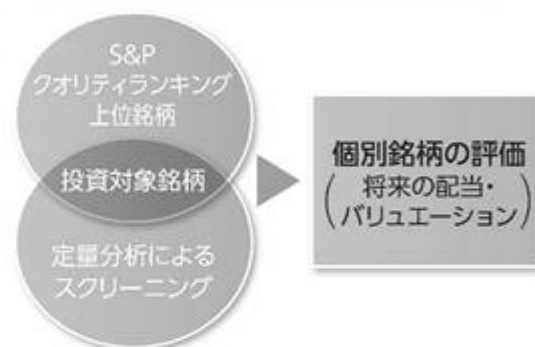 S&P
クオリティランキング
上位銘柄
投資対象銘柄
定量分析による
スクリーニング
個別銘柄の評価
(将来の配当・
バリュエーション)